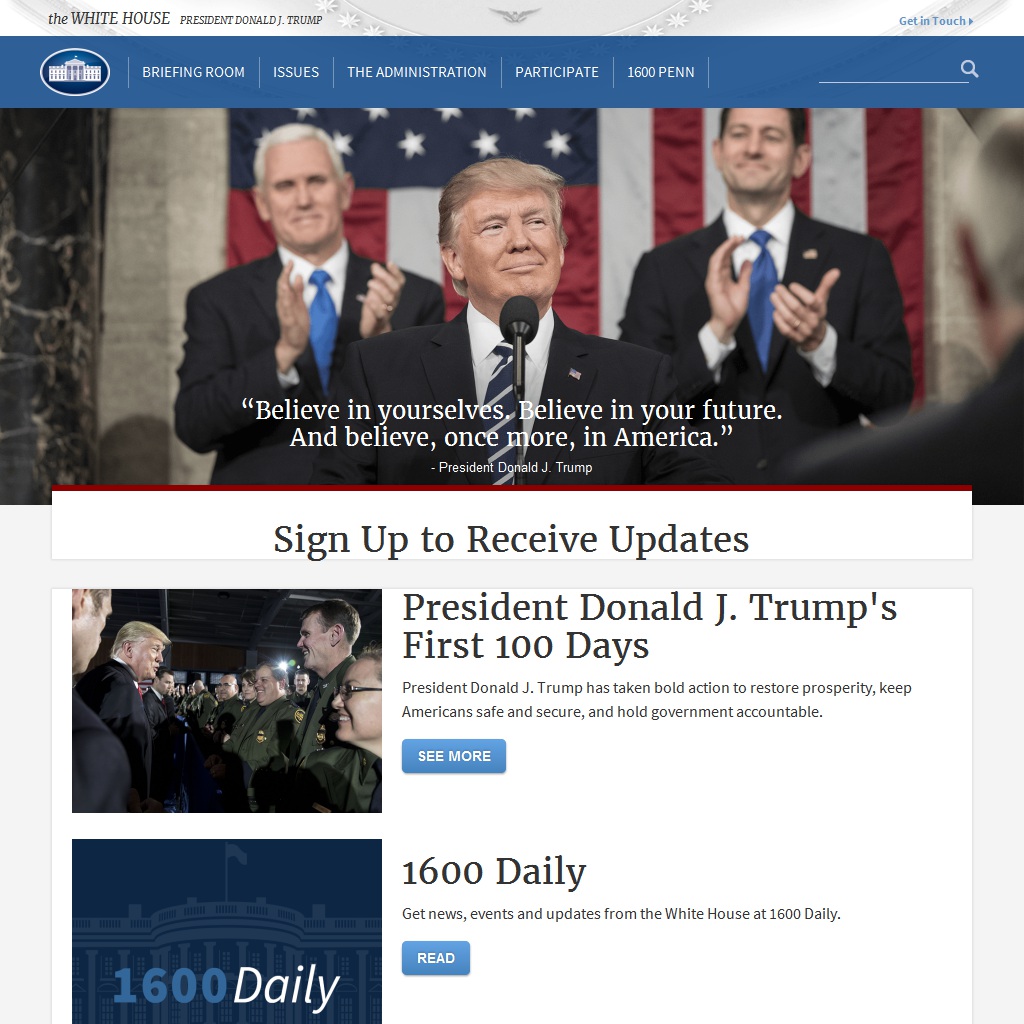 the WHITE HOUSE PRESIDENT DONALD J. TRUMP
Get in Touch
BRIEFING ROOM ISSUES THE ADMINISTRATION PARTICIPATE 1600 PENN
“Believe in yourselves. Believe in your future.
And believe, once more, in America.”
- President Donald J. Trump
Sign Up to Receive Updates
President Donald J. Trump's
First 100 Days
President Donald J. Trump has taken bold action to restore prosperity, keep
Americans safe and secure, and hold government accountable.
SEE MORE
1600 Daily
Get news, events and updates from the White House at 1600 Daily.
READ
1600 Daily